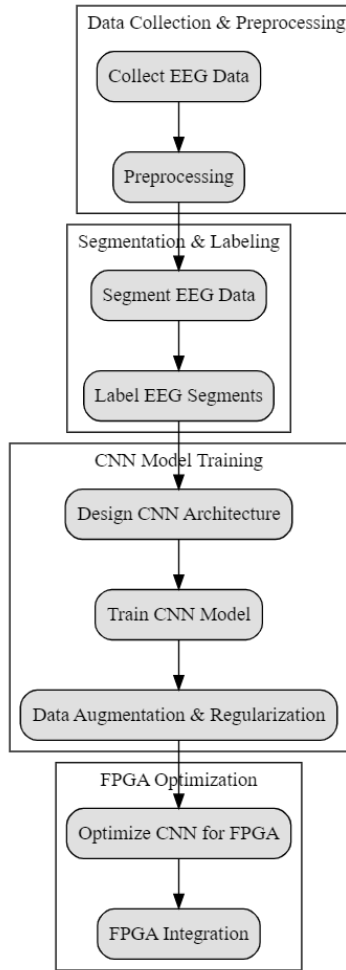 Data Collection & Preprocessing
Collect EEG Data
Preprocessing
Segmentation & Labeling
Segment EEG Data
Label EEG Segments
CNN Model Training
Design CNN Architecture
Train CNN Model
Data Augmentation & Regularization
FPGA Optimization
Optimize CNN for FPGA
FPGA Integration